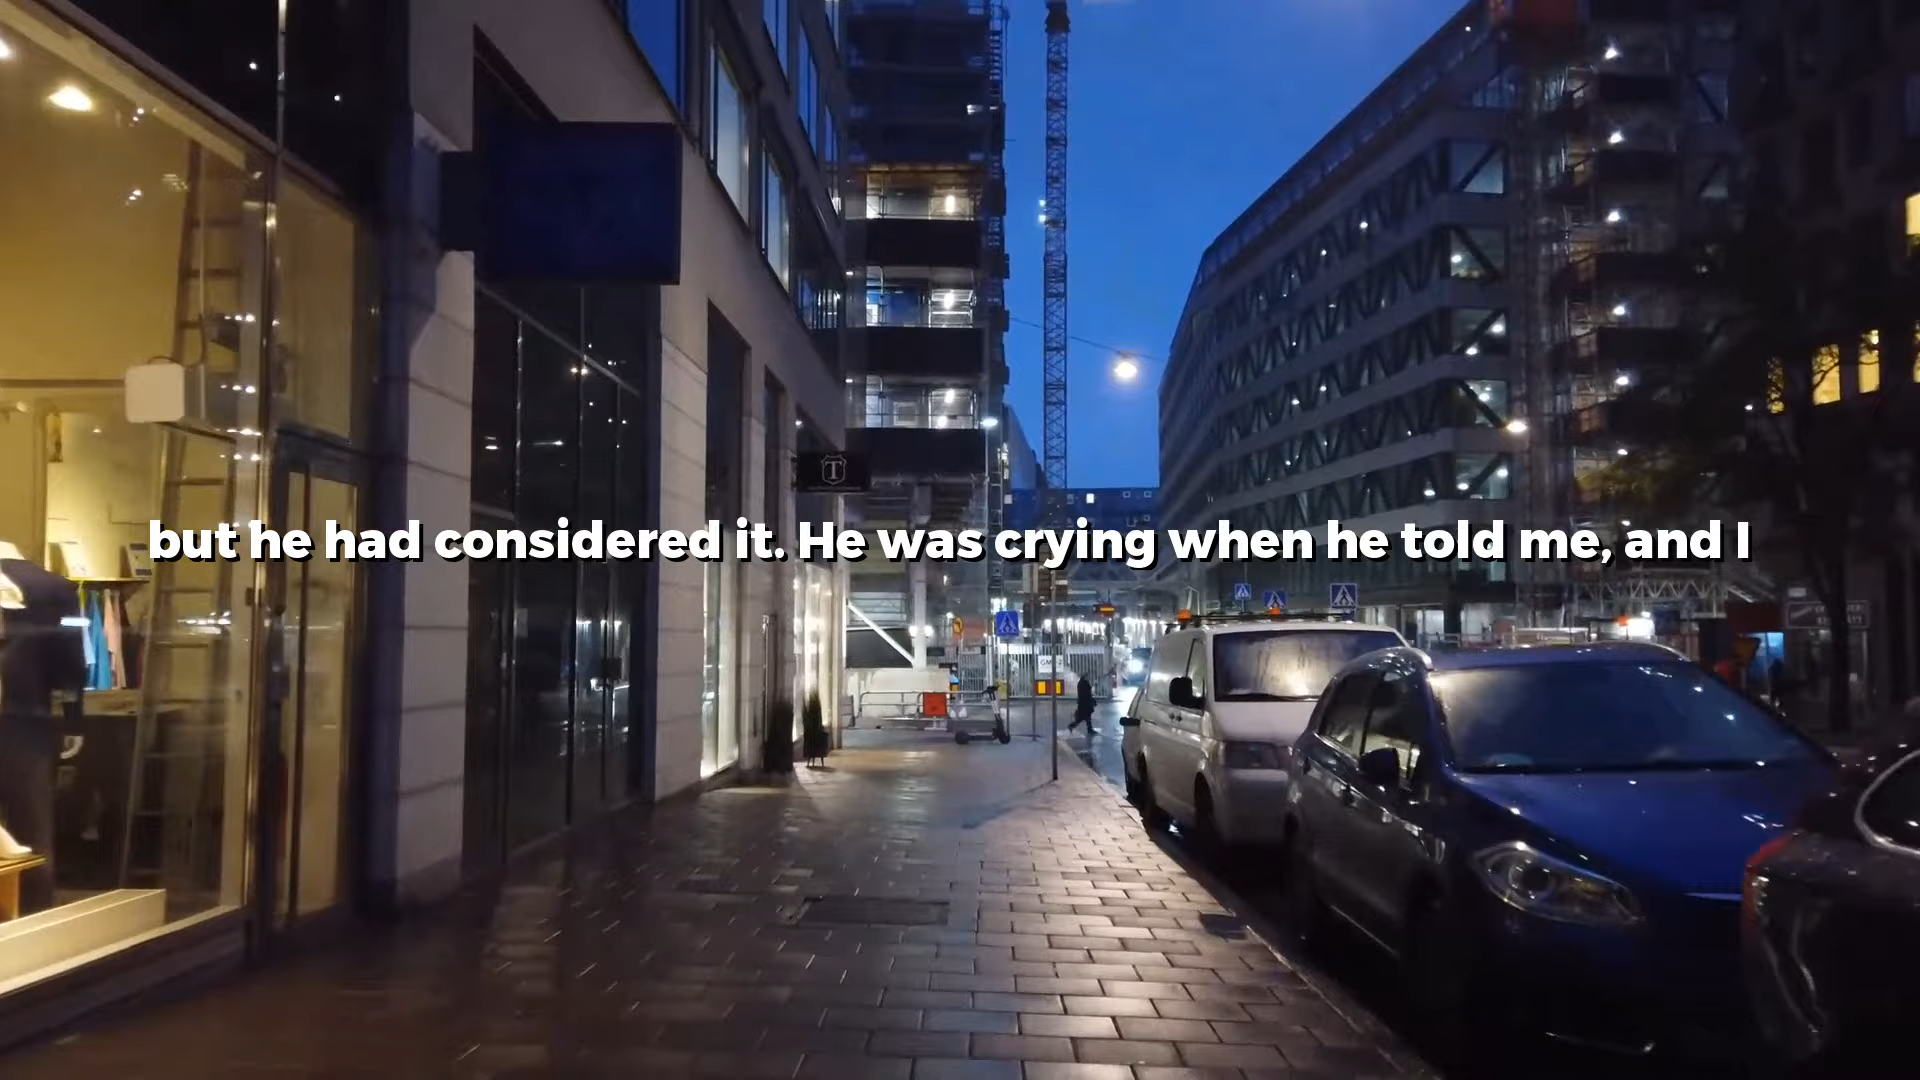 T
but he had considered it. He was crying when he told me, and I